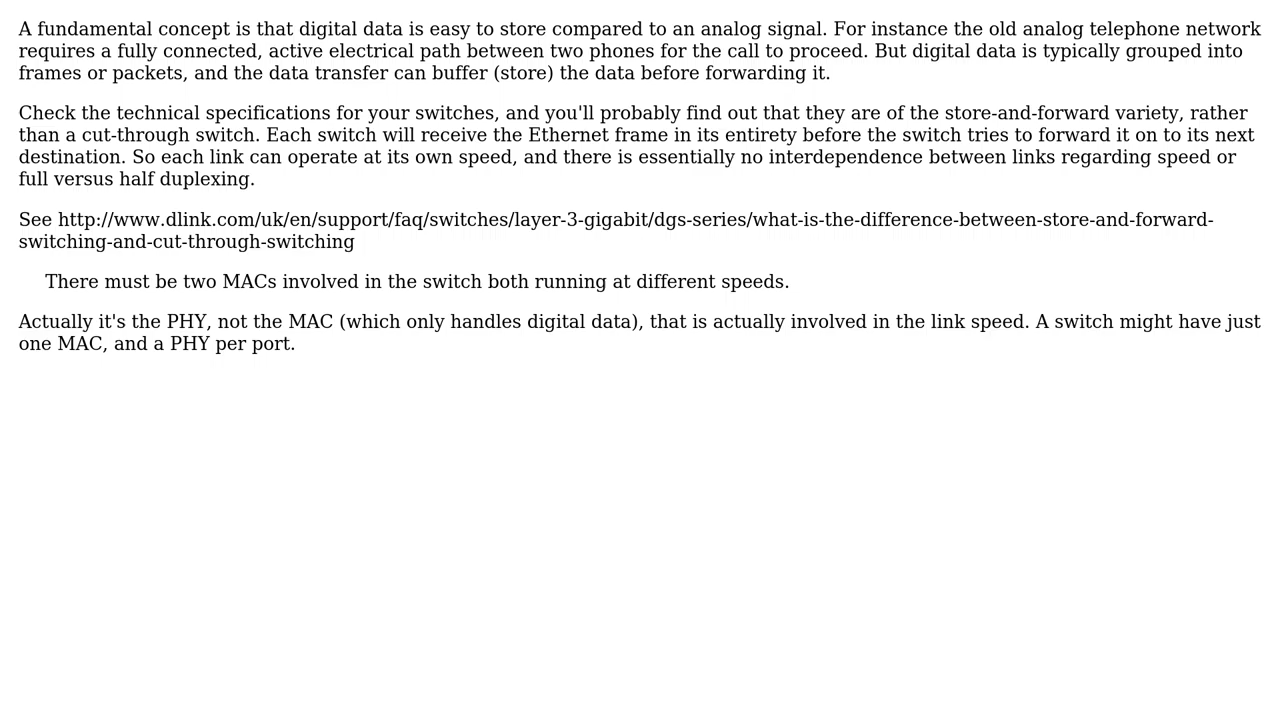 A fundamental concept is that digital data is easy to store compared to an analog signal. For instance the old analog telephone network
requires a fully connected, active electrical path between two phones for the call to proceed. But digital data is typically grouped into
frames or packets, and the data transfer can buffer (store) the data before forwarding it.
Check the technical specifications for your switches, and you'll probably find out that they are of the store-and-forward variety, rather
than a cut-through switch. Each switch will receive the Ethernet frame in its entirety before the switch tries to forward it on to its next
destination. So each link can operate at its own speed, and there is essentially no interdependence between links regarding speed or
full versus half duplexing.
See http://www.dlink.com/uk/en/support/faq/switches/layer-3-gigabit/dgs-series/what-is-the-difference-between-store-and-forward-
switching-and-cut-through-switching
There must be two MACs involved in the switch both running at different speeds.
Actually it's the PHY, not the MAC (which only handles digital data), that is actually involved in the link speed. A switch might have just
one MAC, and a PHY per port.